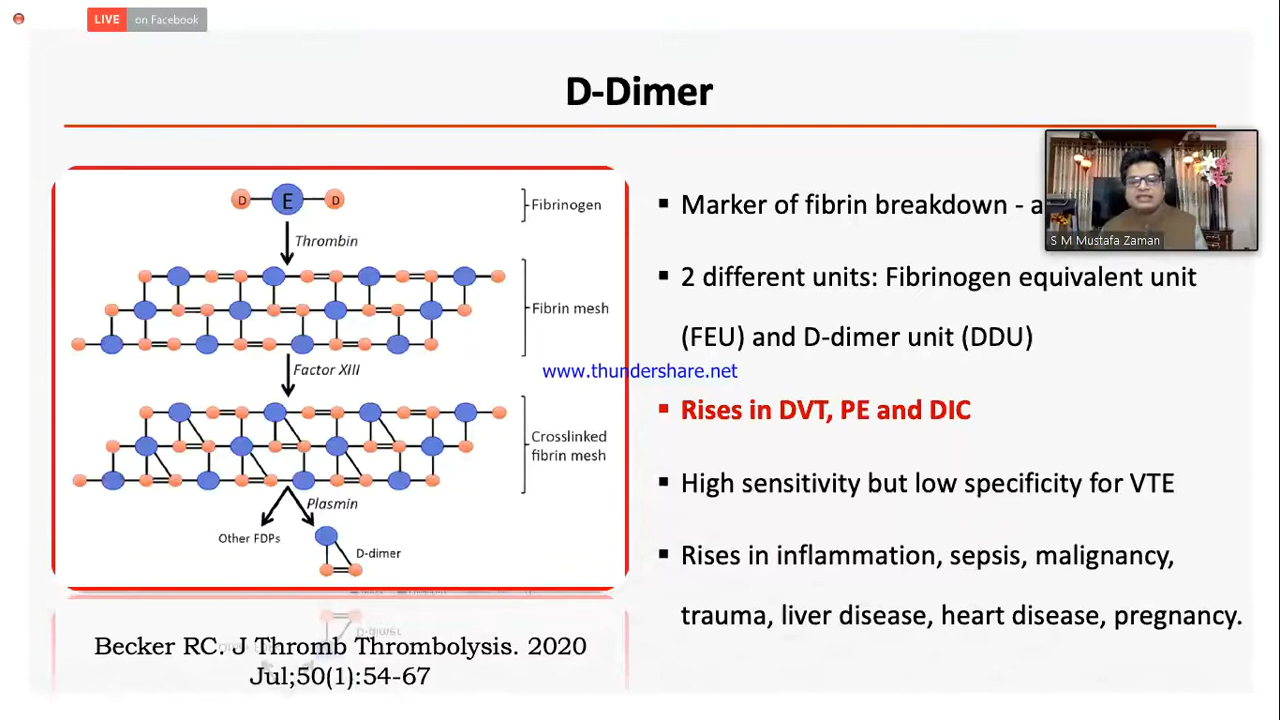 LIVE on Facebook
D-Dimer
D E D
Fibrinogen
Thrombin
Fibrin mesh
Factor XIII
Crosslinked
fibrin mesh
Plasmin
Other FDPs
D-dimer
Becker RC. J Thromb Thrombolysis. 2020
Jul;50(1):54-67
▪ Marker of fibrin breakdown - a
▪ 2 different units: Fibrinogen equivalent unit
(FEU) and D-dimer unit (DDU)
▪ Rises in DVT, PE and DIC
▪ High sensitivity but low specificity for VTE
▪ Rises in inflammation, sepsis, malignancy,
trauma, liver disease, heart disease, pregnancy.
S M Mustafa Zaman
www.thundershare.net